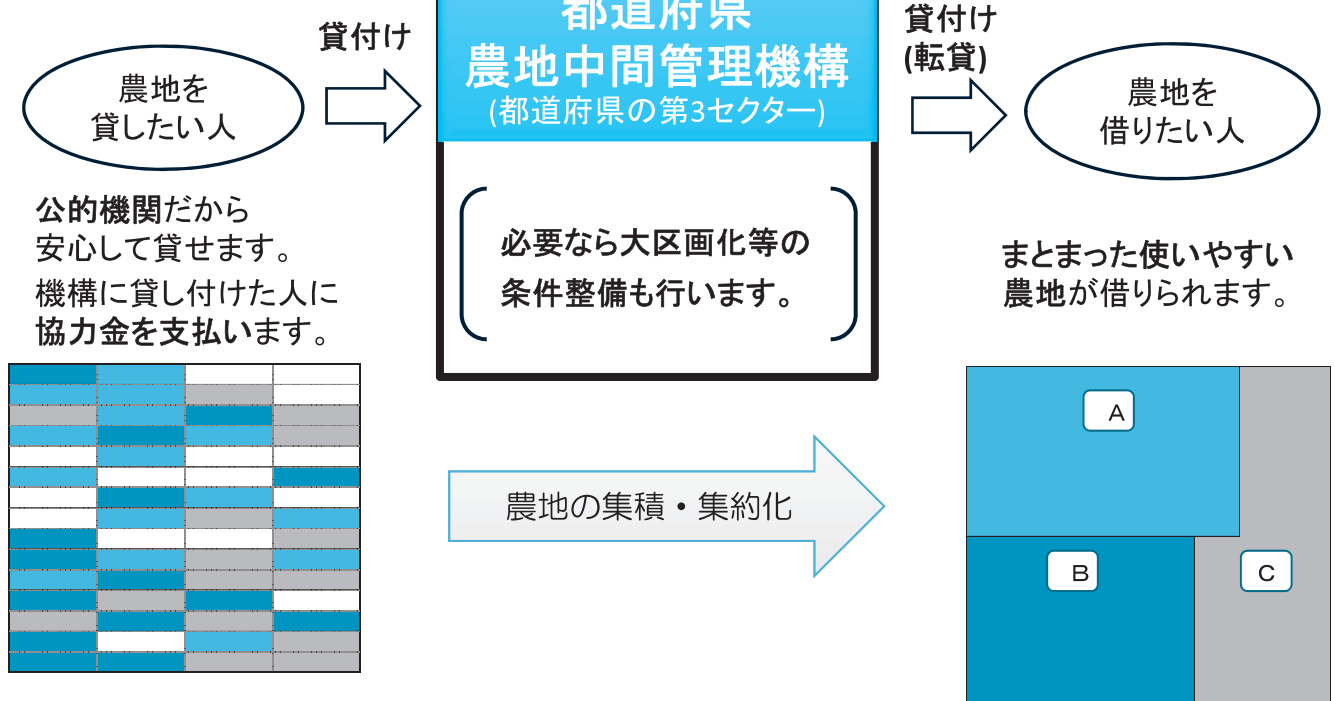 農地を
貸したい人
貸付け
都道府県
農地中間管理機構
(都道府県の第3セクター)
貸付け
(転貸)
農地を
借りたい人
公的機関だから
安心して貸せます。
機構に貸し付けた人に
協力金を支払います。
必要なら大区画化等の
条件整備も行います。
まとまった使いやすい
農地が借りられます。
農地の集積・集約化
A
B
C